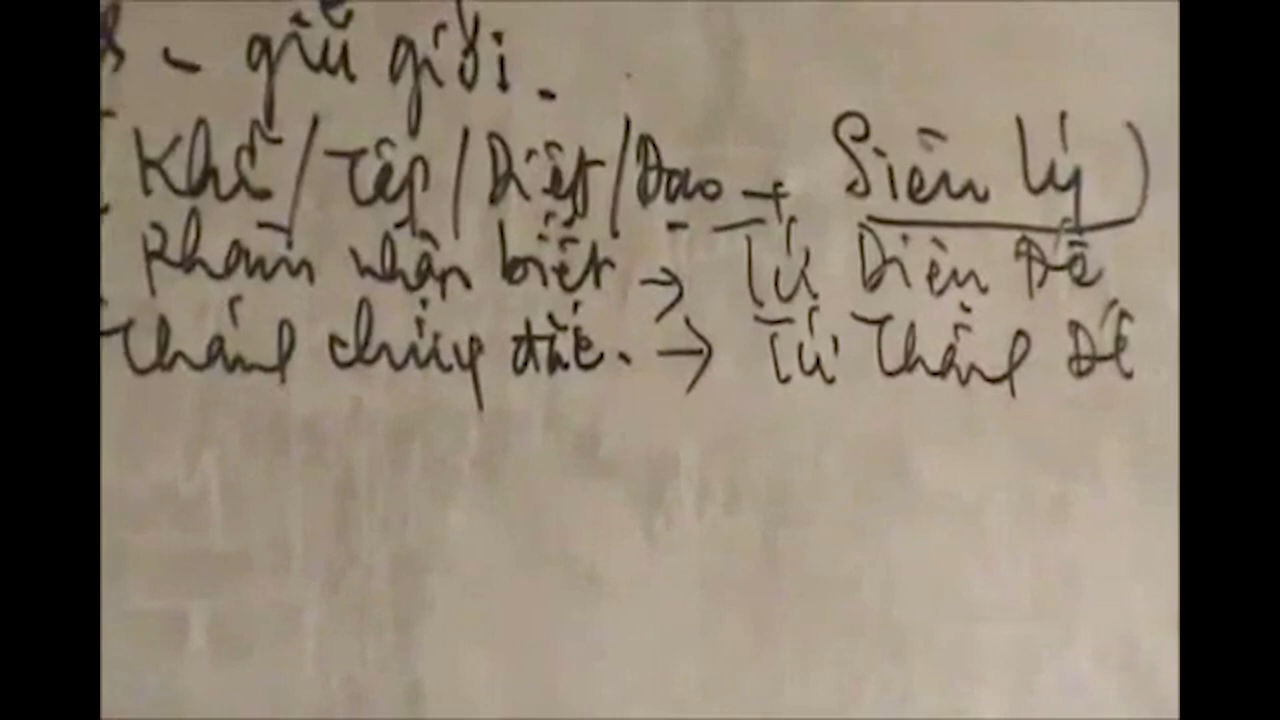 - giữ giới.
Khổ / Tập / Diệt / Đạo → Siêu lý)
Phàm nhân biết → Tứ Diệu Đế
Thánh chứng đắc. → Tứ Thánh Đế